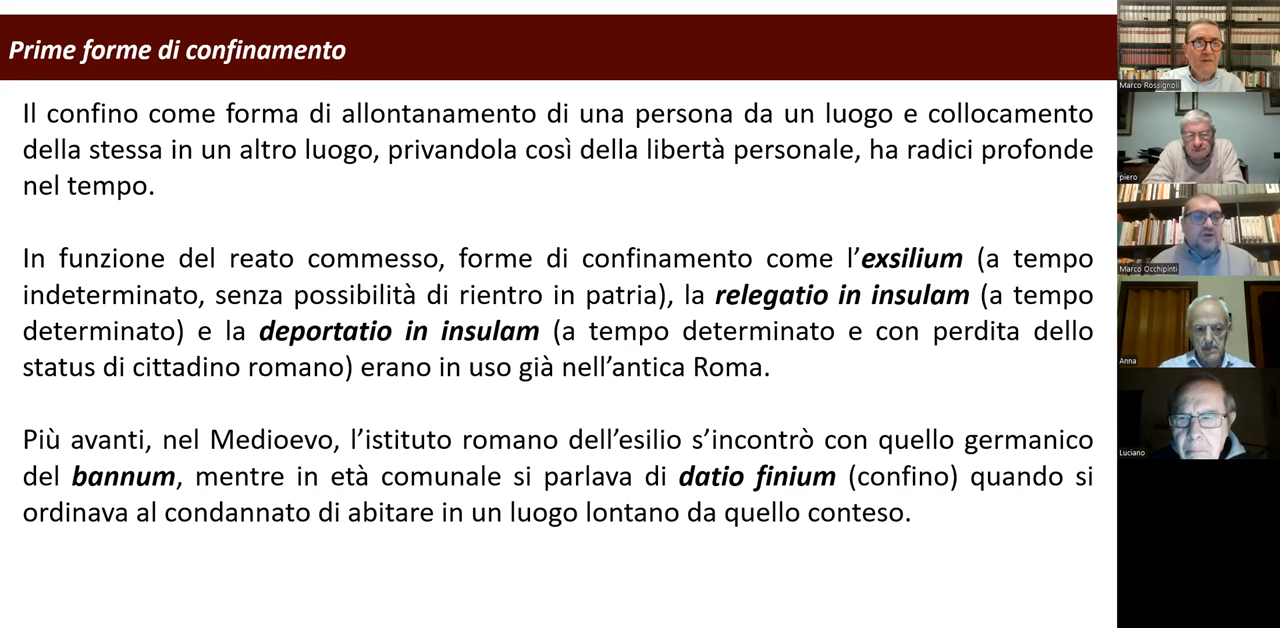 Prime forme di confinamento
Il confino come forma di allontanamento di una persona da un luogo e collocamento
della stessa in un altro luogo, privandola così della libertà personale, ha radici profonde
nel tempo.
In funzione del reato commesso, forme di confinamento come l’exsilium (a tempo
indeterminato, senza possibilità di rientro in patria), la relegatio in insulam (a tempo
determinato) e la deportatio in insulam (a tempo determinato e con perdita dello
status di cittadino romano) erano in uso già nell’antica Roma.
Più avanti, nel Medioevo, l’istituto romano dell’esilio s’incontrò con quello germanico
del bannum, mentre in età comunale si parlava di datio finium (confino) quando si
ordinava al condannato di abitare in un luogo lontano da quello conteso.
Marco Rossignoli
piero
Marco Occhipinti
Anna
Luciano